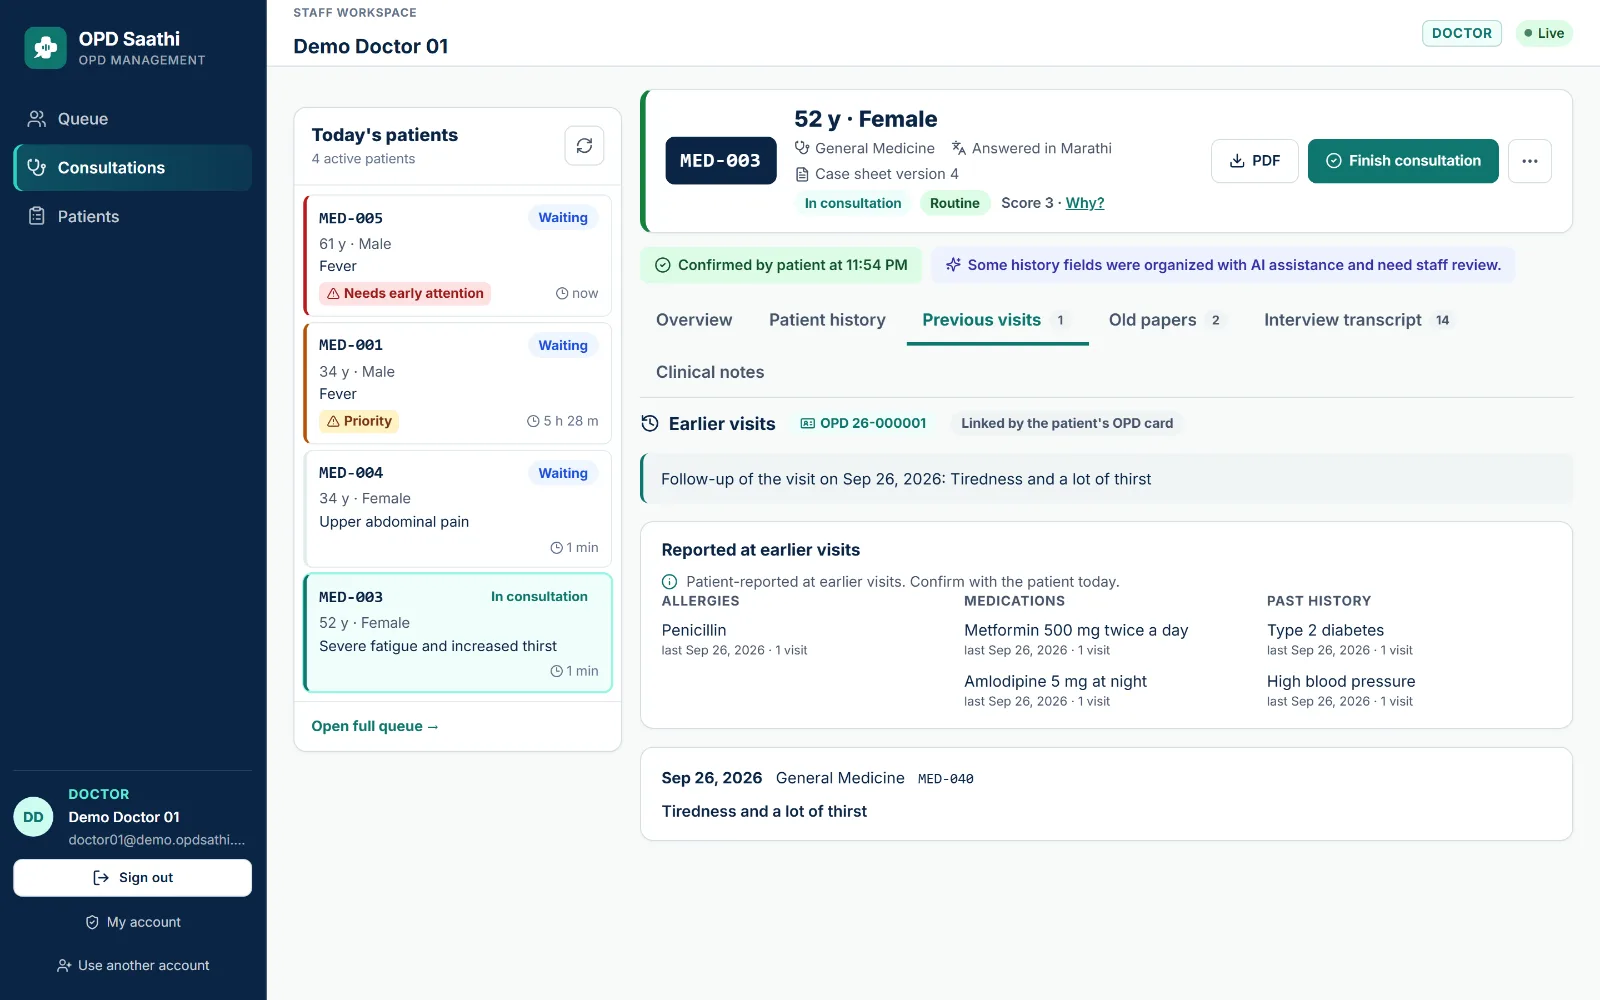 OPD Saathi
OPD MANAGEMENT
Queue
Consultations
Patients
DOCTOR
DD
Demo Doctor 01
doctor01@demo.opdsathi....
Sign out
My account
Use another account
STAFF WORKSPACE
Demo Doctor 01
DOCTOR
Live
Today's patients
4 active patients
MED-005
Waiting
61 y · Male
Fever
Needs early attention
now
MED-001
Waiting
34 y · Male
Fever
Priority
5 h 28 m
MED-004
Waiting
34 y · Female
Upper abdominal pain
1 min
MED-003
In consultation
52 y · Female
Severe fatigue and increased thirst
1 min
Open full queue →
MED-003
52 y · Female
General Medicine Answered in Marathi
Case sheet version 4
In consultation Routine Score 3 · Why?
PDF
Finish consultation
...
Confirmed by patient at 11:54 PM
Some history fields were organized with AI assistance and need staff review.
Overview Patient history Previous visits 1 Old papers 2 Interview transcript 14
Clinical notes
Earlier visits OPD 26-000001 Linked by the patient's OPD card
Follow-up of the visit on Sep 26, 2026: Tiredness and a lot of thirst
Reported at earlier visits
Patient-reported at earlier visits. Confirm with the patient today.
ALLERGIES
Penicillin
last Sep 26, 2026 · 1 visit
MEDICATIONS
Metformin 500 mg twice a day
last Sep 26, 2026 · 1 visit
Amlodipine 5 mg at night
last Sep 26, 2026 · 1 visit
PAST HISTORY
Type 2 diabetes
last Sep 26, 2026 · 1 visit
High blood pressure
last Sep 26, 2026 · 1 visit
Sep 26, 2026 General Medicine MED-040
Tiredness and a lot of thirst